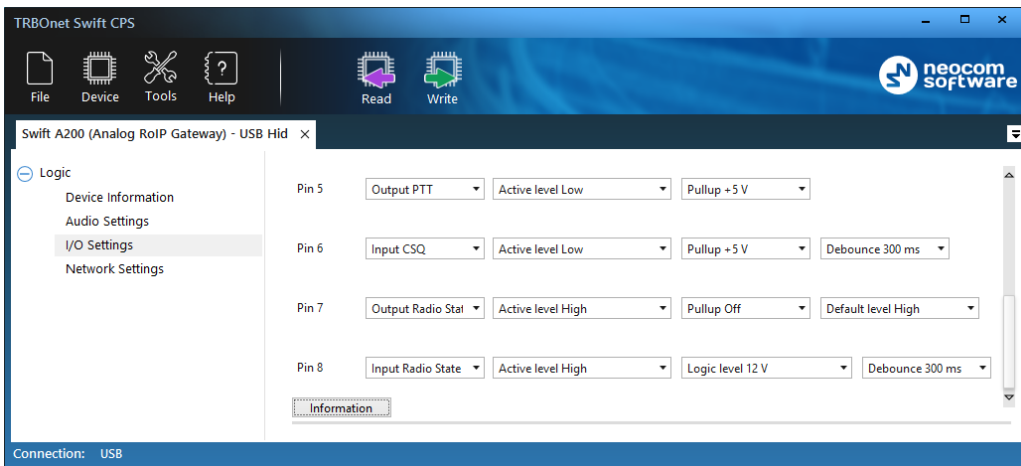 TRBOnet Swift CPS
File Device Tools Help Read Write
neocom
software
Swift A200 (Analog RoIP Gateway) - USB Hid
Logic
Device Information
Audio Settings
I/O Settings
Network Settings
Pin 5 Output PTT Active level Low Pullup +5 V
Pin 6 Input CSQ Active level Low Pullup +5 V Debounce 300 ms
Pin 7 Output Radio Stat Active level High Pullup Off Default level High
Pin 8 Input Radio State Active level High Logic level 12 V Debounce 300 ms
Information
Connection: USB